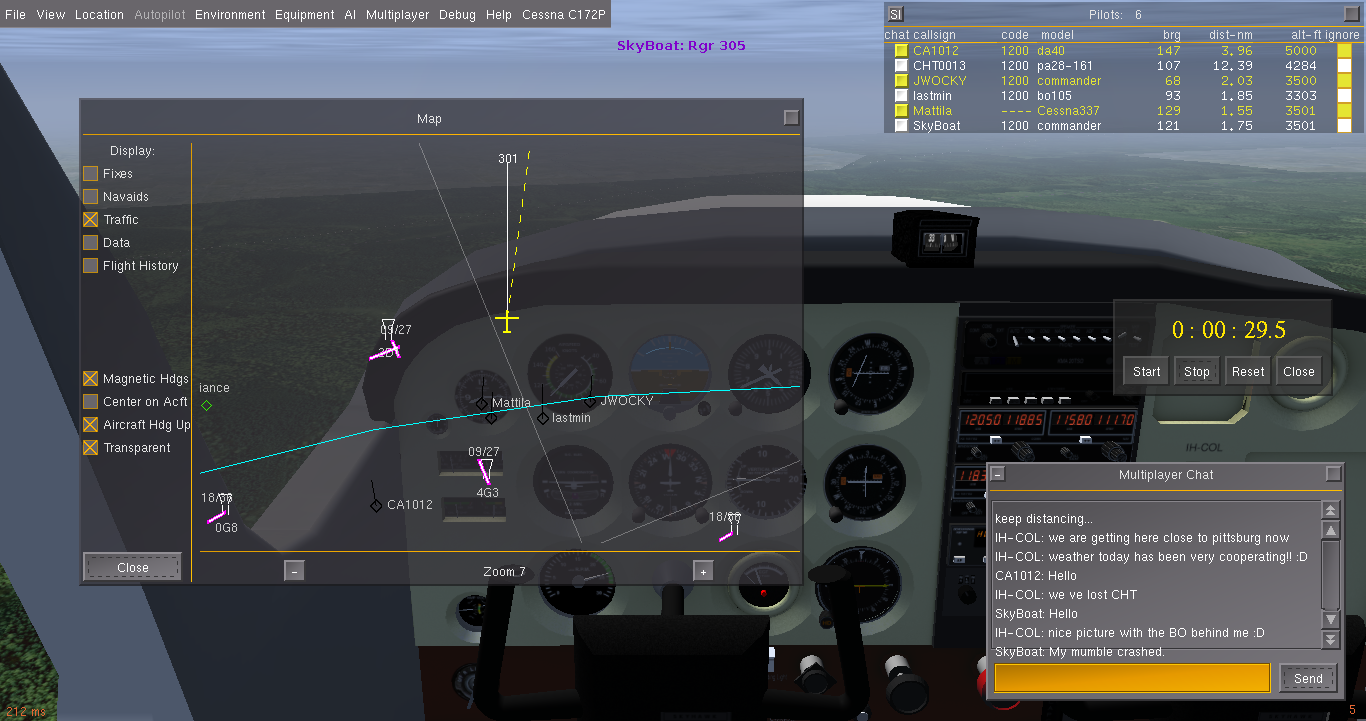 File View Location Autopilot Environment Equipment AI Multiplayer Debug Help Cessna C172P
SkyBoat: Rgr 305
SI Pilots: 6
chat callsign code model brg dist-nm alt-ft ignore
CA1012 1200 da40 147 3.96 5000
CHT0013 1200 pa28-161 107 12.39 4284
JWOCKY 1200 commander 68 2.03 3500
lastmin 1200 bo105 93 1.85 3303
Mattila ---- Cessna337 129 1.55 3501
SkyBoat 1200 commander 121 1.75 3501
Map
Display:
Fixes
Navaids
Traffic
Data
Flight History
Magnetic Hdgs
Center on Acft
Aircraft Hdg Up
Transparent
Close
301
09/27
iance
Mattila
lastmin
JWOCKY
09/27
4G3
CA1012
0G8
- Zoom 7 +
0 : 00 : 29.5
Start Stop Reset Close
IH-COL
Multiplayer Chat
keep distancing...
IH-COL: we are getting here close to pittsburg now
IH-COL: weather today has been very cooperating!! :D
CA1012: Hello
IH-COL: we ve lost CHT
SkyBoat: Hello
IH-COL: nice picture with the BO behind me :D
SkyBoat: My mumble crashed.
Send
212 ms
5